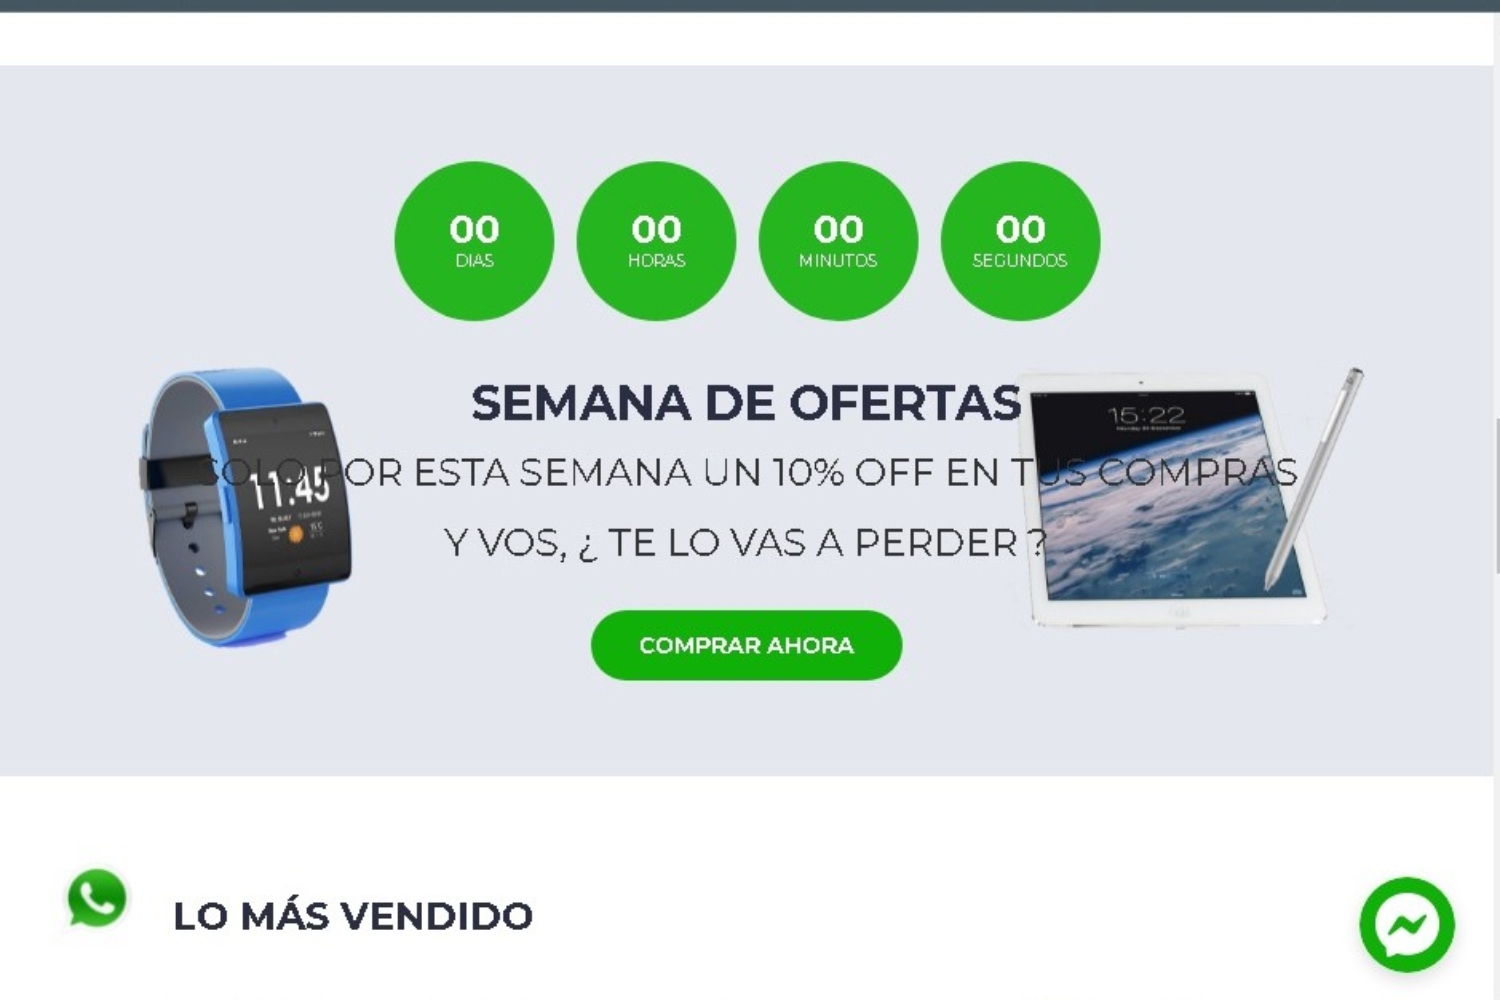 00 00 00 00
DIAS HORAS MINUTOS SEGUNDOS
SEMANA DE OFERTAS
15:22
SOLO POR ESTA SEMANA UN 10% OFF EN TUS COMPRAS
11:45
Y VOS, ¿ TE LO VAS A PERDER ?
COMPRAR AHORA
LO MÁS VENDIDO